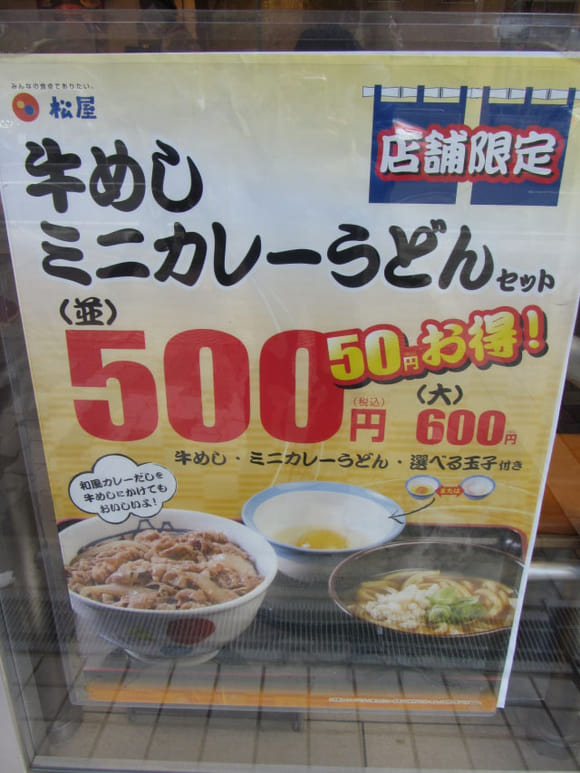 みんなの食卓でありたい。
松屋
店舗限定
牛めし
ミニカレーうどんセット
(並)
500円
(税込)
50円お得!
(大)
600円
牛めし・ミニカレーうどん・選べる玉子付き
または
和風カレーだしを
牛めしにかけても
おいしいよ!